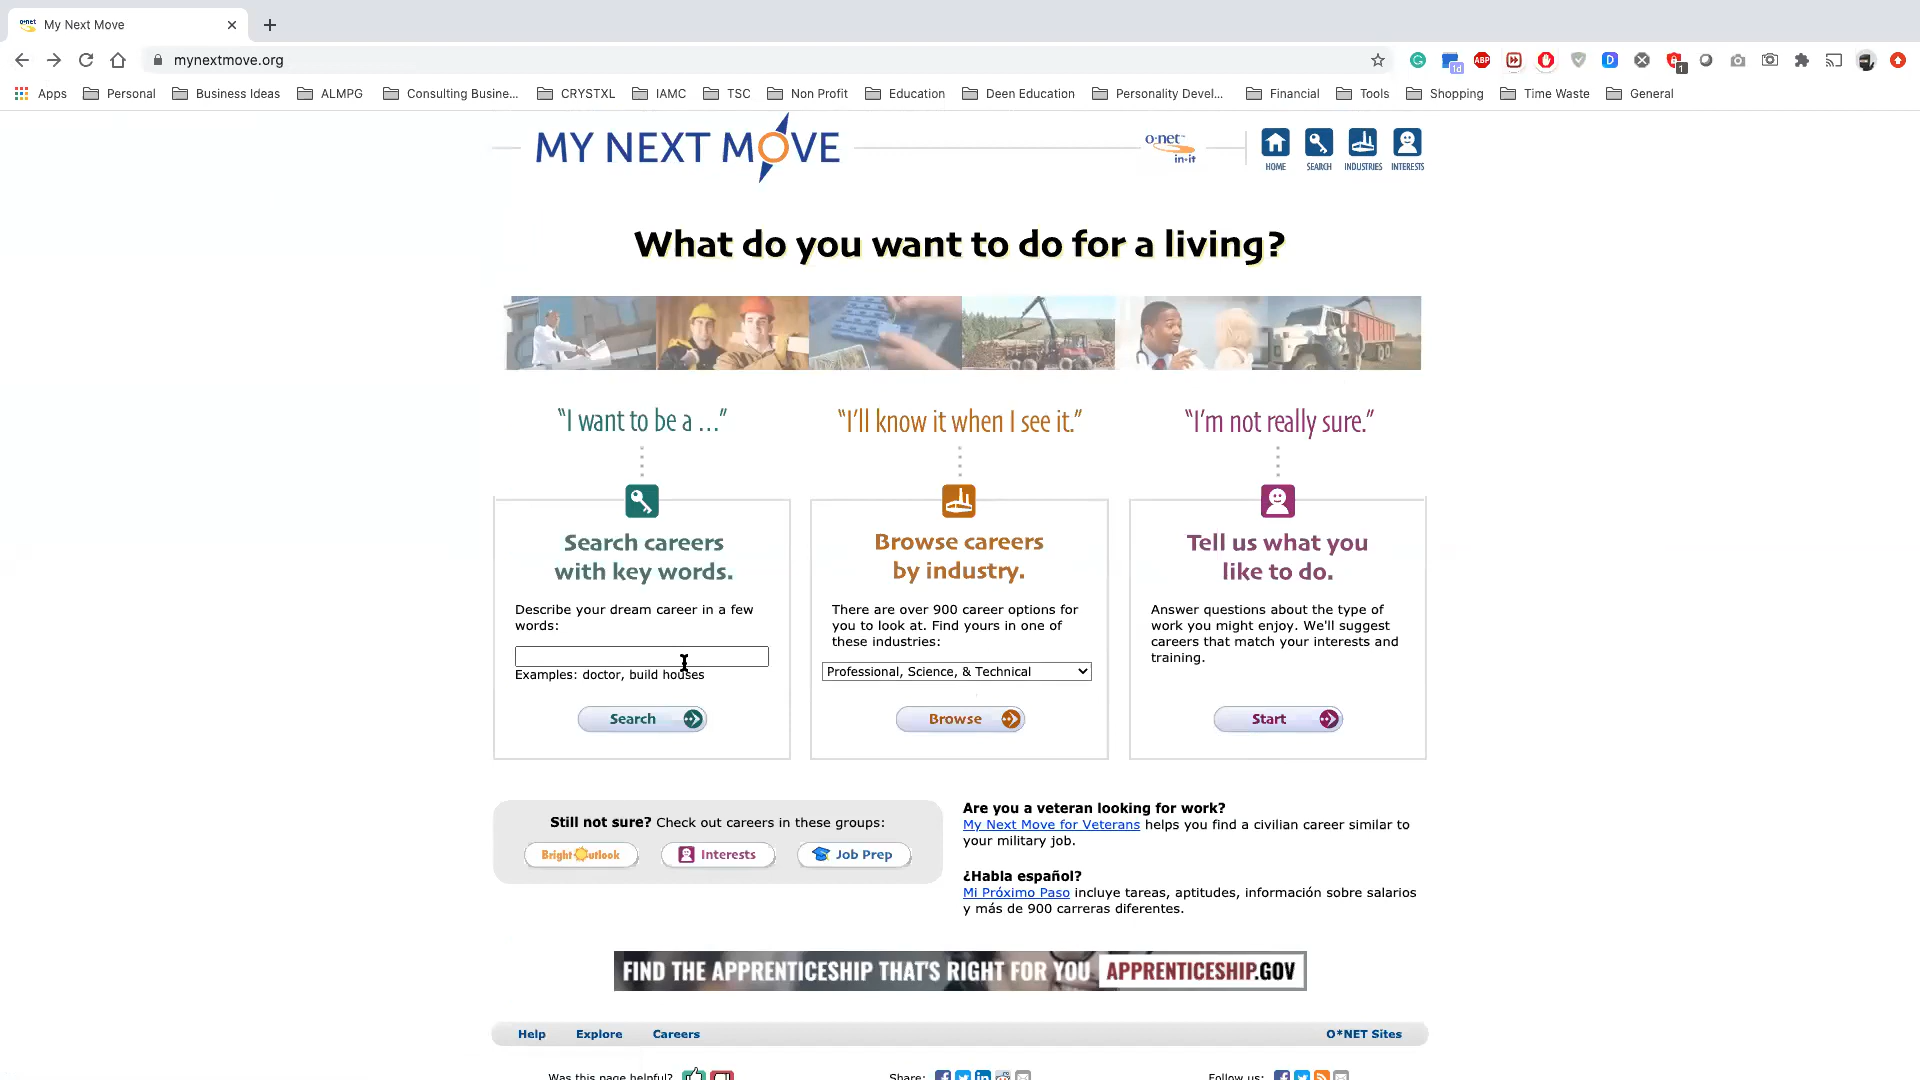 My Next Move
mynextmove.org
1d
ABP
D
1
Apps
Personal
Business Ideas
ALMPG
Consulting Busine...
CRYSTXL
IAMC
TSC
Non Profit
Education
Deen Education
Personality Devel...
Financial
Tools
Shopping
Time Waste
General
MY NEXT MOVE
o·net™ in·it
HOME
SEARCH
INDUSTRIES
INTERESTS
What do you want to do for a living?
“I want to be a ...”
Search careers
with key words.
Describe your dream career in a few
words:
Examples: doctor, build houses
Search
“I’ll know it when I see it.”
Browse careers
by industry.
There are over 900 career options for
you to look at. Find yours in one of
these industries:
Professional, Science, & Technical
Browse
“I’m not really sure.”
Tell us what you
like to do.
Answer questions about the type of
work you might enjoy. We'll suggest
careers that match your interests and
training.
Start
Still not sure? Check out careers in these groups:
Bright Outlook
Interests
Job Prep
Are you a veteran looking for work?
My Next Move for Veterans helps you find a civilian career similar to
your military job.
¿Habla español?
Mi Próximo Paso incluye tareas, aptitudes, información sobre salarios
y más de 900 carreras diferentes.
FIND THE APPRENTICESHIP THAT'S RIGHT FOR YOU APPRENTICESHIP.GOV
Help
Explore
Careers
O*NET Sites
Was this page helpful?
Share:
Follow us: